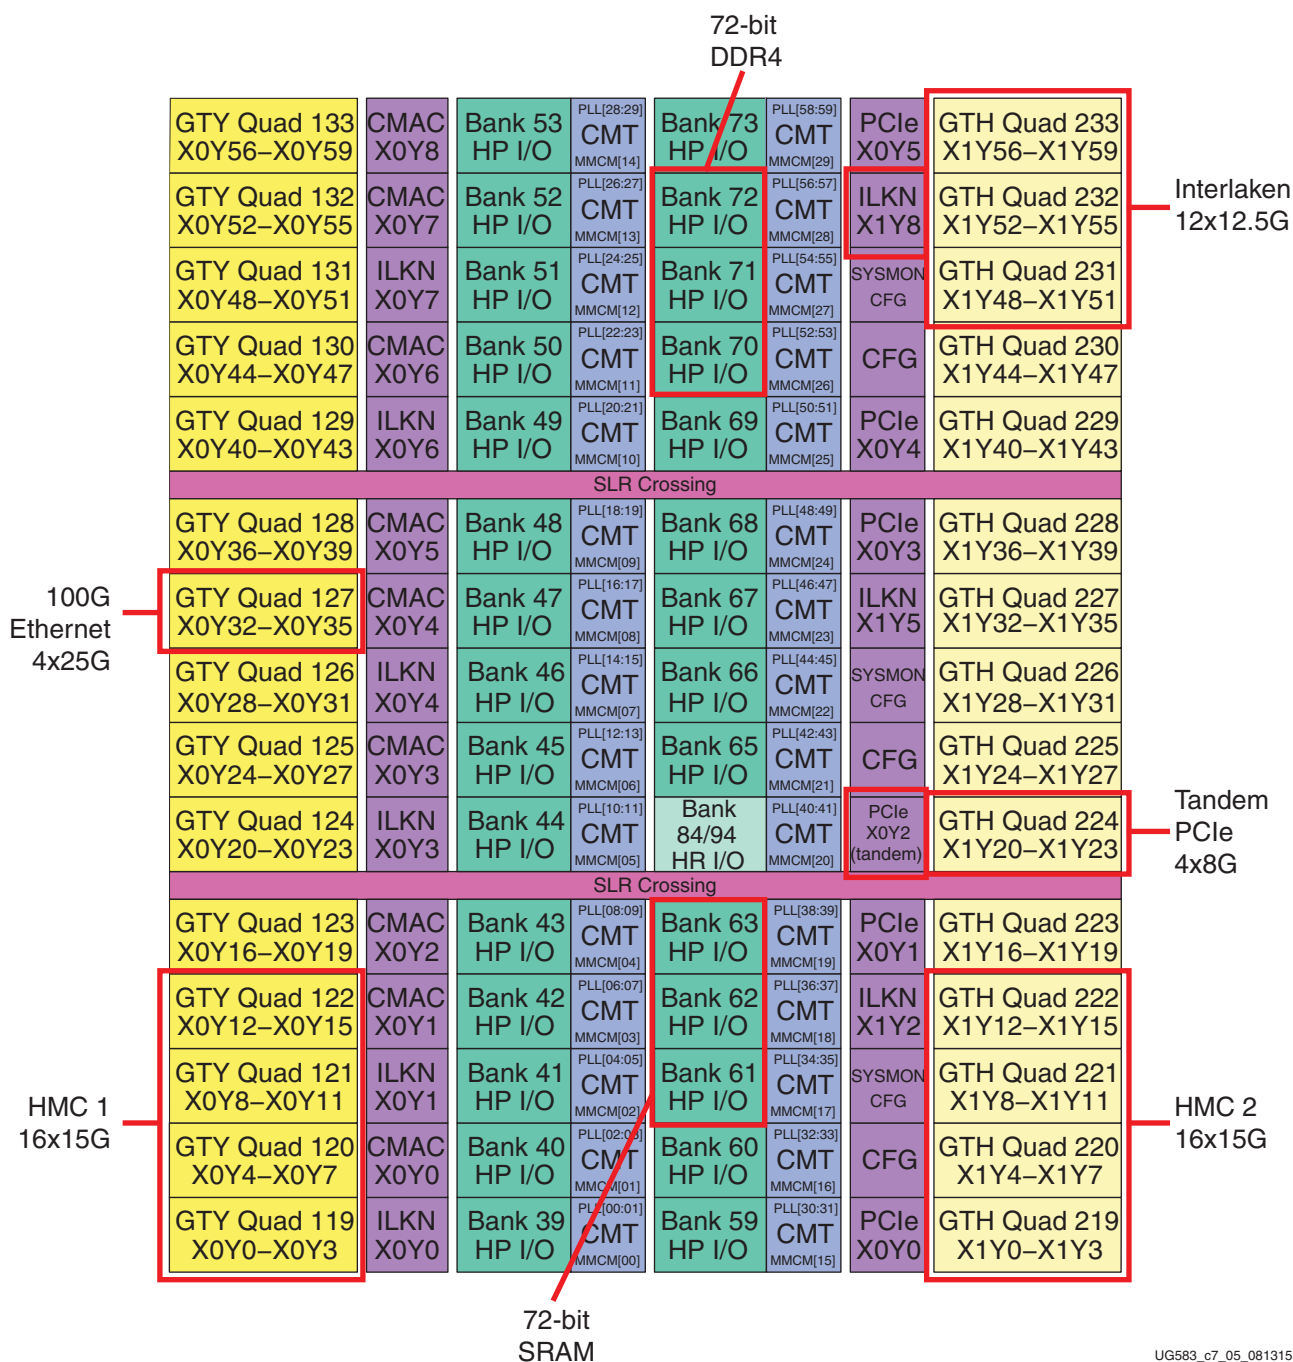 72-bit
DDR4
GTY Quad 133
X0Y56–X0Y59
CMAC
X0Y8
Bank 53
HP I/O
PLL[28:29]
CMT
MMCM[14]
Bank 73
HP I/O
PLL[58:59]
CMT
MMCM[29]
PCIe
X0Y5
GTH Quad 233
X1Y56–X1Y59
GTY Quad 132
X0Y52–X0Y55
CMAC
X0Y7
Bank 52
HP I/O
PLL[26:27]
CMT
MMCM[13]
Bank 72
HP I/O
PLL[56:57]
CMT
MMCM[28]
ILKN
X1Y8
GTH Quad 232
X1Y52–X1Y55
Interlaken
12x12.5G
GTY Quad 131
X0Y48–X0Y51
ILKN
X0Y7
Bank 51
HP I/O
PLL[24:25]
CMT
MMCM[12]
Bank 71
HP I/O
PLL[54:55]
CMT
MMCM[27]
SYSMON
CFG
GTH Quad 231
X1Y48–X1Y51
GTY Quad 130
X0Y44–X0Y47
CMAC
X0Y6
Bank 50
HP I/O
PLL[22:23]
CMT
MMCM[11]
Bank 70
HP I/O
PLL[52:53]
CMT
MMCM[26]
CFG
GTH Quad 230
X1Y44–X1Y47
GTY Quad 129
X0Y40–X0Y43
ILKN
X0Y6
Bank 49
HP I/O
PLL[20:21]
CMT
MMCM[10]
Bank 69
HP I/O
PLL[50:51]
CMT
MMCM[25]
PCIe
X0Y4
GTH Quad 229
X1Y40–X1Y43
SLR Crossing
GTY Quad 128
X0Y36–X0Y39
CMAC
X0Y5
Bank 48
HP I/O
PLL[18:19]
CMT
MMCM[09]
Bank 68
HP I/O
PLL[48:49]
CMT
MMCM[24]
PCIe
X0Y3
GTH Quad 228
X1Y36–X1Y39
100G
Ethernet
4x25G
GTY Quad 127
X0Y32–X0Y35
CMAC
X0Y4
Bank 47
HP I/O
PLL[16:17]
CMT
MMCM[08]
Bank 67
HP I/O
PLL[46:47]
CMT
MMCM[23]
ILKN
X1Y5
GTH Quad 227
X1Y32–X1Y35
GTY Quad 126
X0Y28–X0Y31
ILKN
X0Y4
Bank 46
HP I/O
PLL[14:15]
CMT
MMCM[07]
Bank 66
HP I/O
PLL[44:45]
CMT
MMCM[22]
SYSMON
CFG
GTH Quad 226
X1Y28–X1Y31
GTY Quad 125
X0Y24–X0Y27
CMAC
X0Y3
Bank 45
HP I/O
PLL[12:13]
CMT
MMCM[06]
Bank 65
HP I/O
PLL[42:43]
CMT
MMCM[21]
CFG
GTH Quad 225
X1Y24–X1Y27
GTY Quad 124
X0Y20–X0Y23
ILKN
X0Y3
Bank 44
HP I/O
PLL[10:11]
CMT
MMCM[05]
Bank
84/94
HR I/O
PLL[40:41]
CMT
MMCM[20]
PCIe
X0Y2
(tandem)
GTH Quad 224
X1Y20–X1Y23
Tandem
PCIe
4x8G
SLR Crossing
GTY Quad 123
X0Y16–X0Y19
CMAC
X0Y2
Bank 43
HP I/O
PLL[08:09]
CMT
MMCM[04]
Bank 63
HP I/O
PLL[38:39]
CMT
MMCM[19]
PCIe
X0Y1
GTH Quad 223
X1Y16–X1Y19
GTY Quad 122
X0Y12–X0Y15
CMAC
X0Y1
Bank 42
HP I/O
PLL[06:07]
CMT
MMCM[03]
Bank 62
HP I/O
PLL[36:37]
CMT
MMCM[18]
ILKN
X1Y2
GTH Quad 222
X1Y12–X1Y15
HMC 1
16x15G
GTY Quad 121
X0Y8–X0Y11
ILKN
X0Y1
Bank 41
HP I/O
PLL[04:05]
CMT
MMCM[02]
Bank 61
HP I/O
PLL[34:35]
CMT
MMCM[17]
SYSMON
CFG
GTH Quad 221
X1Y8–X1Y11
HMC 2
16x15G
GTY Quad 120
X0Y4–X0Y7
CMAC
X0Y0
Bank 40
HP I/O
PLL[02:03]
CMT
MMCM[01]
Bank 60
HP I/O
PLL[32:33]
CMT
MMCM[16]
CFG
GTH Quad 220
X1Y4–X1Y7
GTY Quad 119
X0Y0–X0Y3
ILKN
X0Y0
Bank 39
HP I/O
PLL[00:01]
CMT
MMCM[00]
Bank 59
HP I/O
PLL[30:31]
CMT
MMCM[15]
PCIe
X0Y0
GTH Quad 219
X1Y0–X1Y3
72-bit
SRAM
UG583_c7_05_081315